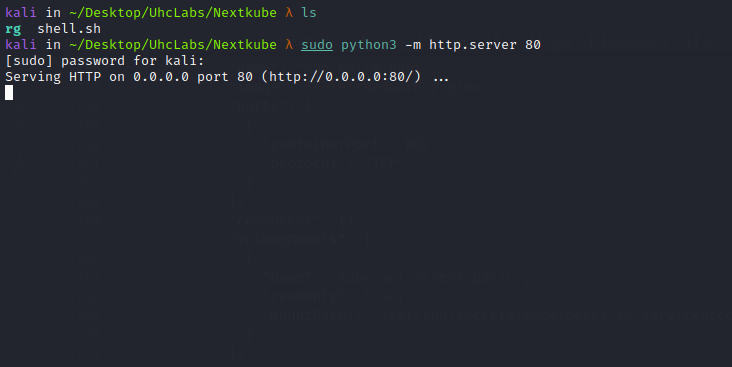 kali in ~/Desktop/UhcLabs/Nextkube λ ls
rg shell.sh
kali in ~/Desktop/UhcLabs/Nextkube λ sudo python3 -m http.server 80
[sudo] password for kali:
Serving HTTP on 0.0.0.0 port 80 (http://0.0.0.0:80/) ...